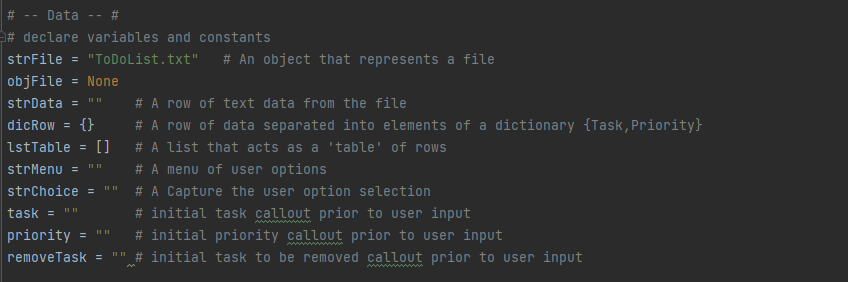 # -- Data -- #
# declare variables and constants
strFile = "ToDoList.txt"   # An object that represents a file
objFile = None
strData = ""    # A row of text data from the file
dicRow = {}     # A row of data separated into elements of a dictionary {Task,Priority}
lstTable = []   # A list that acts as a 'table' of rows
strMenu = ""    # A menu of user options
strChoice = ""  # A Capture the user option selection
task = ""       # initial task callout prior to user input
priority = ""   # initial priority callout prior to user input
removeTask = "" # initial task to be removed callout prior to user input